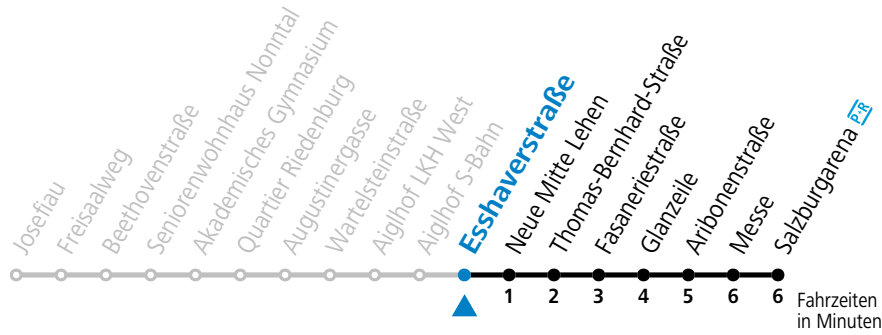 Josefiau
Freisaalweg
Beethovenstraße
Seniorenwohnhaus Nonntal
Akademisches Gymnasium
Quartier Riedenburg
Augustinergasse
Wartelsteinstraße
Aiglhof LKH West
Aiglhof S-Bahn
Esshaverstraße
Neue Mitte Lehen
Thomas-Bernhard-Straße
Fasaneriestraße
Glanzeile
Aribonenstraße
Messe
Salzburgarena P+R
1 2 3 4 5 6 6 Fahrzeiten
in Minuten